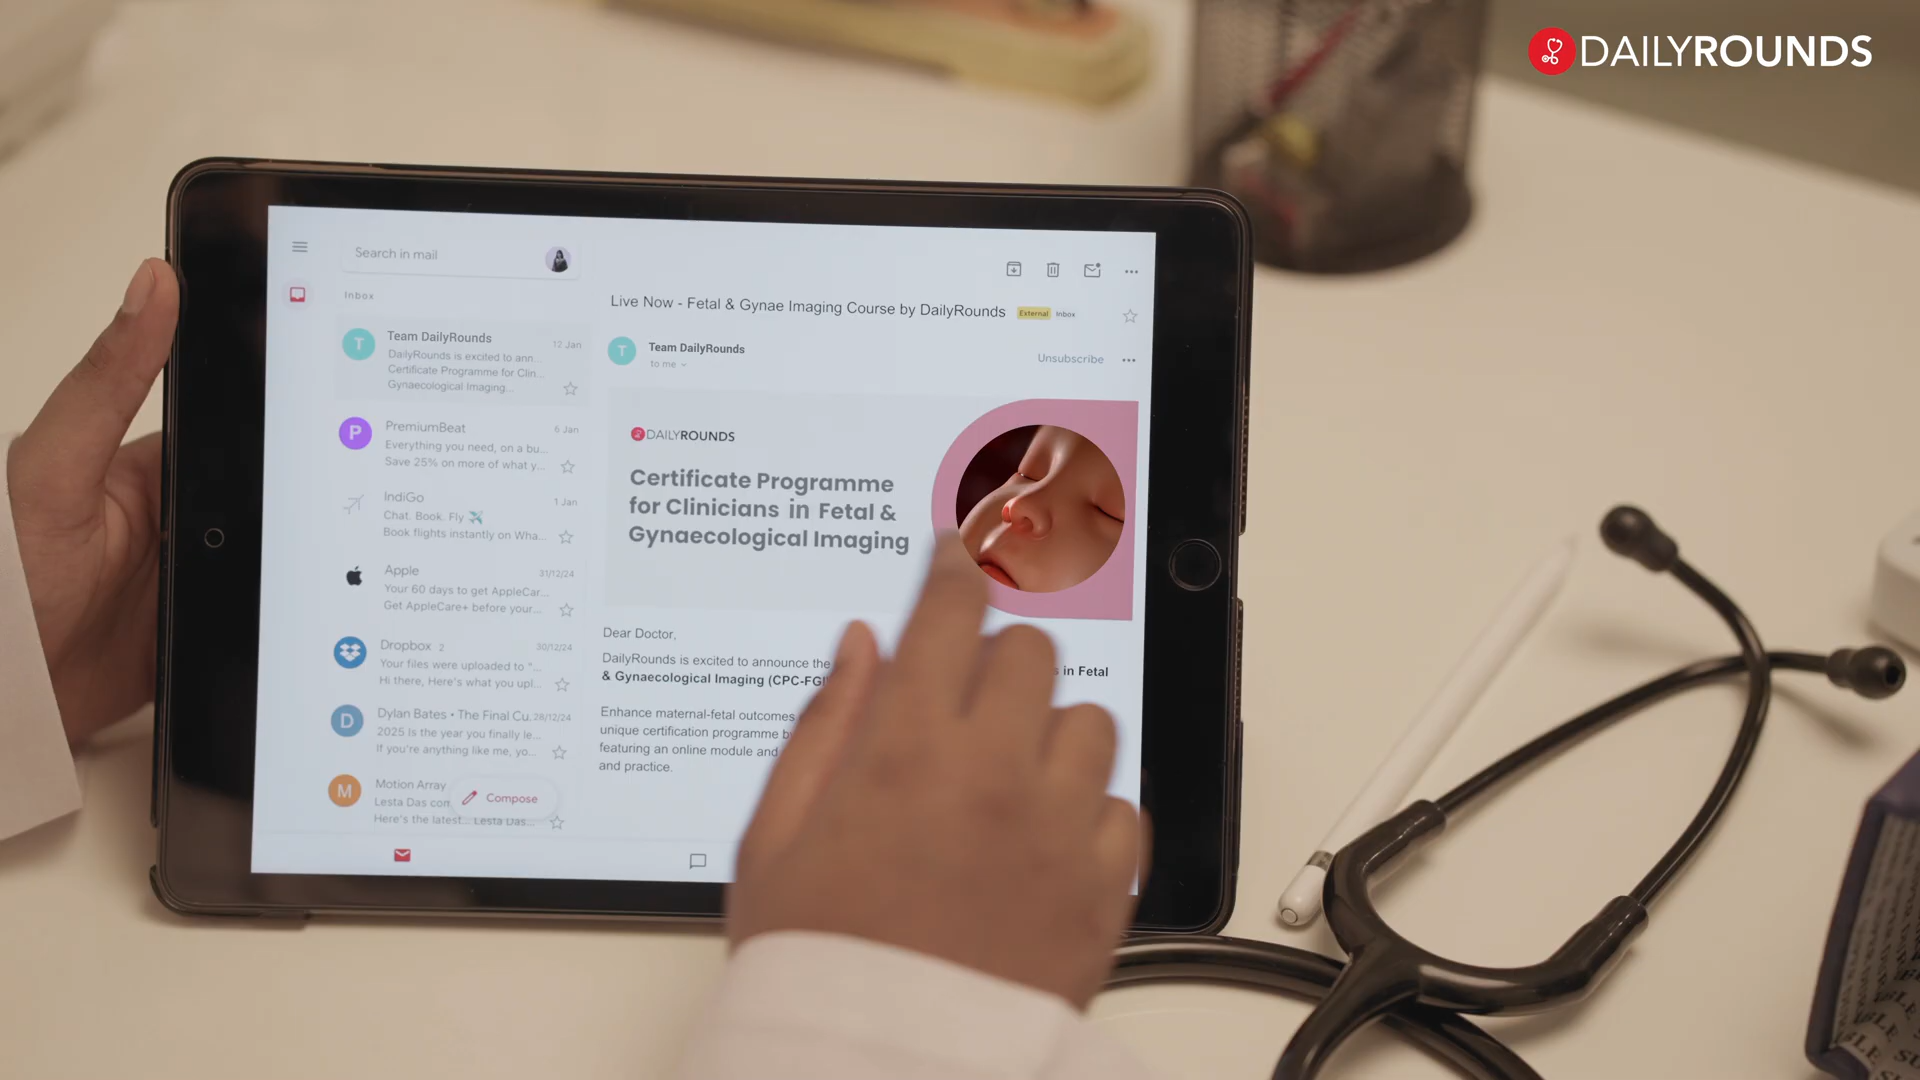 DAILYROUNDS
Search in mail
Inbox
Team DailyRounds 12 Jan
DailyRounds is excited to ann...
Certificate Programme for Clin...
Gynaecological Imaging...
P
PremiumBeat 6 Jan
Everything you need, on a bu...
Save 25% on more of what y...
IndiGo 1 Jan
Chat. Book. Fly
Book flights instantly on Wha...
Apple 31/12/24
Your 60 days to get AppleCar...
Get AppleCare+ before your...
Dropbox 2 30/12/24
Your files were uploaded to "...
Hi there, Here's what you upl...
D
Dylan Bates • The Final Cu. 28/12/24
2025 Is the year you finally le...
If you're anything like me, yo...
M
Motion Array
Lesta Das con
Here's the latest... Lesta Das...
Compose
Live Now - Fetal & Gynae Imaging Course by DailyRounds External Inbox
T
Team DailyRounds
to me
Unsubscribe
DAILYROUNDS
Certificate Programme
for Clinicians in Fetal &
Gynaecological Imaging
Dear Doctor,
DailyRounds is excited to announce the in Fetal
& Gynaecological Imaging (CPC-FGI
Enhance maternal-fetal outcomes
unique certification programme
featuring an online module and
and practice.